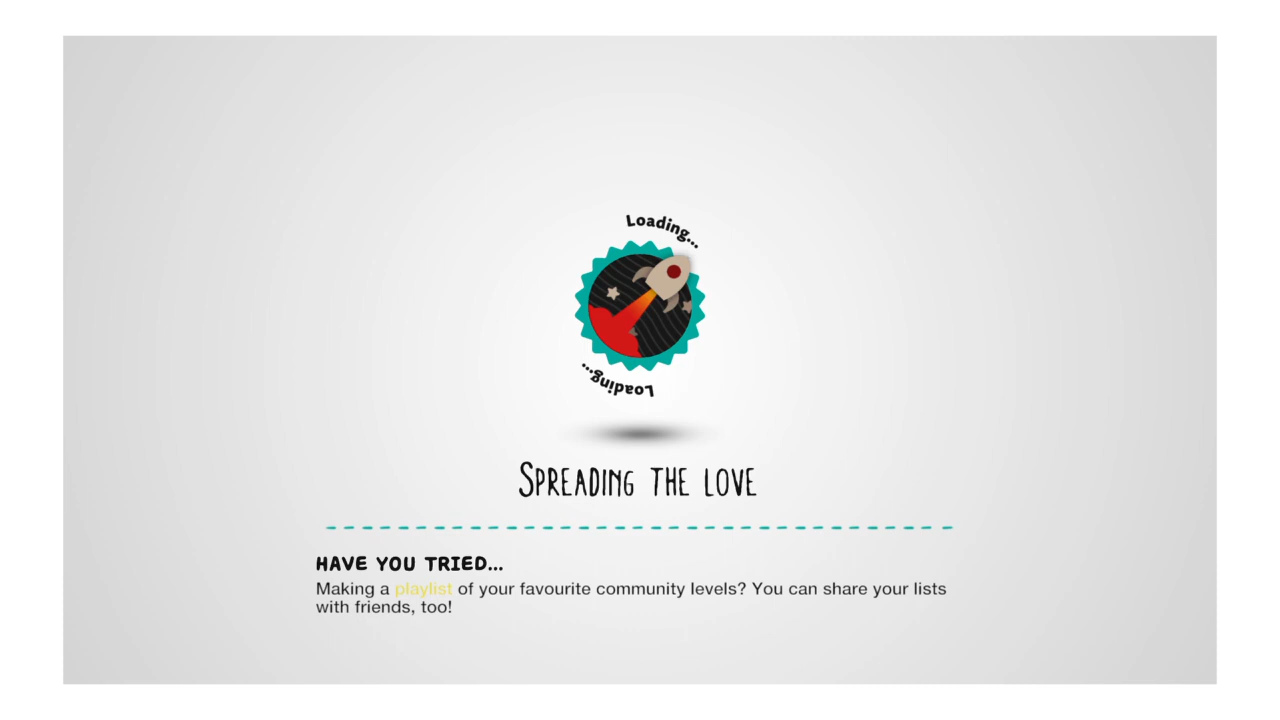 Loading...
Loading...
Spreading the love
HAVE YOU TRIED...
Making a playlist of your favourite community levels? You can share your lists
with friends, too!